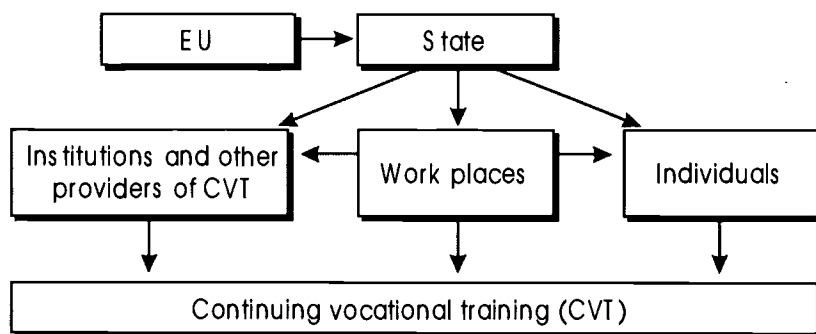 EU
State
Institutions and other
providers of CVT
Work places
Individuals
Continuing vocational training (CVT)